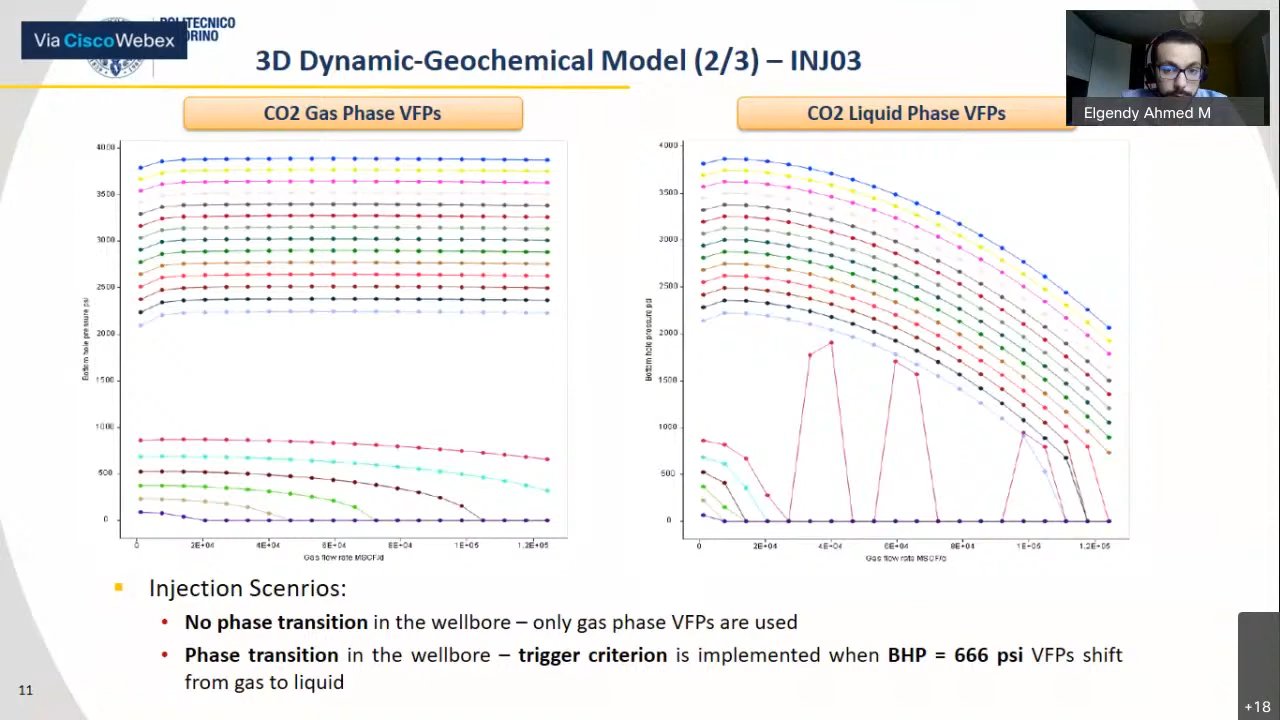 POLITECNICO
ORINO
Via CiscoWebex
3D Dynamic-Geochemical Model (2/3) – INJ03
Elgendy Ahmed M
CO2 Gas Phase VFPs
CO2 Liquid Phase VFPs
4000
3500
3000
2500
2000
1500
1000
500
0
Bottom hole pressure psi
0 2E+04 4E+04 6E+04 8E+04 1E+05 1.2E+05
Gas flow rate MSCF/d
4000
3500
3000
2500
2000
1500
1000
500
0
Bottom hole pressure psi
0 2E+04 4E+04 6E+04 8E+04 1E+05 1.2E+05
Gas flow rate MSCF/d
Injection Scenrios:
• No phase transition in the wellbore – only gas phase VFPs are used
• Phase transition in the wellbore – trigger criterion is implemented when BHP = 666 psi VFPs shift
from gas to liquid
11
+18